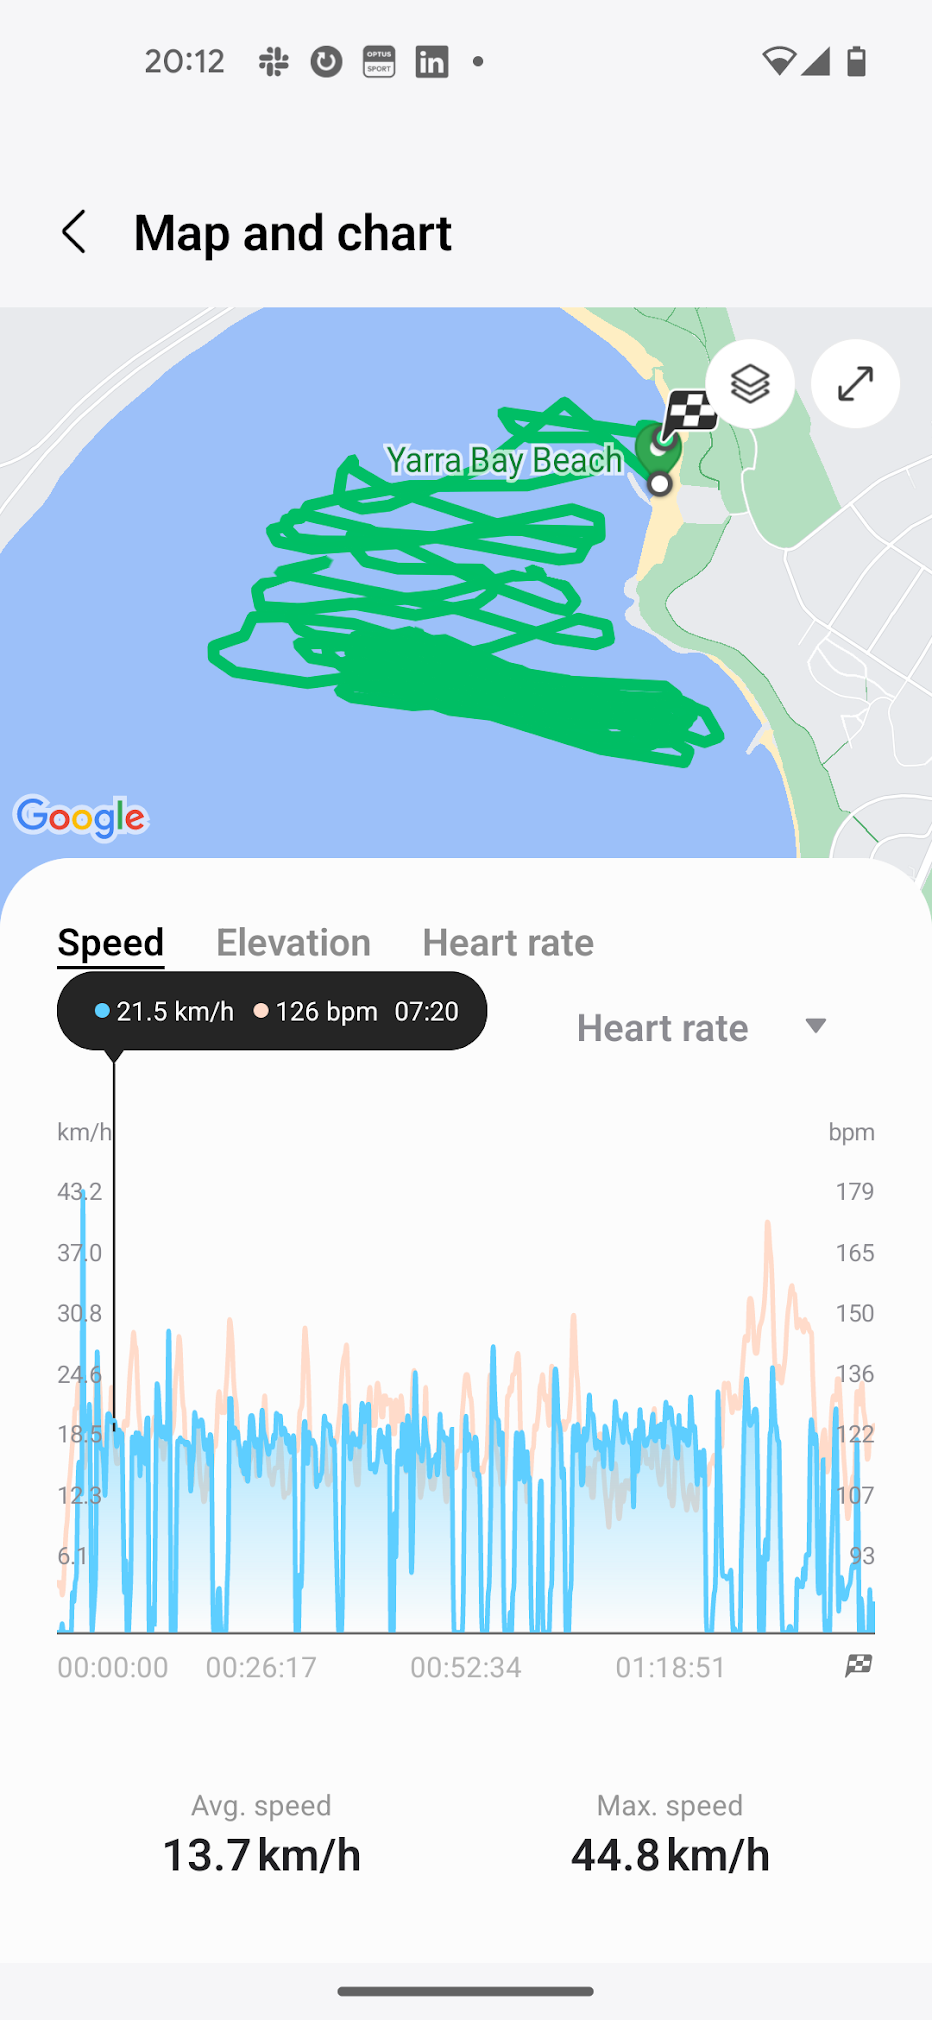 20:12
OPTUS
SPORT
in
Map and chart
Yarra Bay Beach
Google
Speed Elevation Heart rate
21.5 km/h 126 bpm 07:20
Heart rate
km/h bpm
43.2 179
37.0 165
30.8 150
24.6 136
18.5 122
12.3 107
6.1 93
00:00:00 00:26:17 00:52:34 01:18:51
Avg. speed Max. speed
13.7 km/h 44.8 km/h